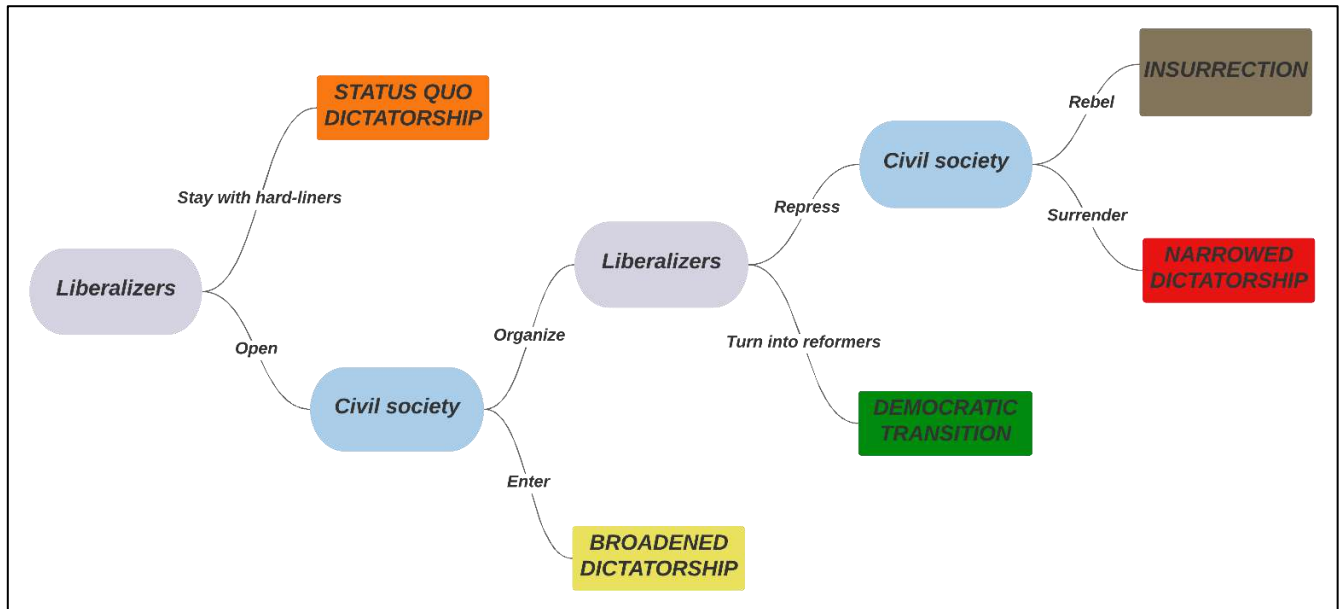 STATUS QUO
DICTATORSHIP
Stay with hard-liners
Liberalizers
Open
Civil society
Organize
Enter
BROADENED
DICTATORSHIP
Liberalizers
Repress
Turn into reformers
DEMOCRATIC
TRANSITION
Civil society
Rebel
INSURRECTION
Surrender
NARROWED
DICTATORSHIP